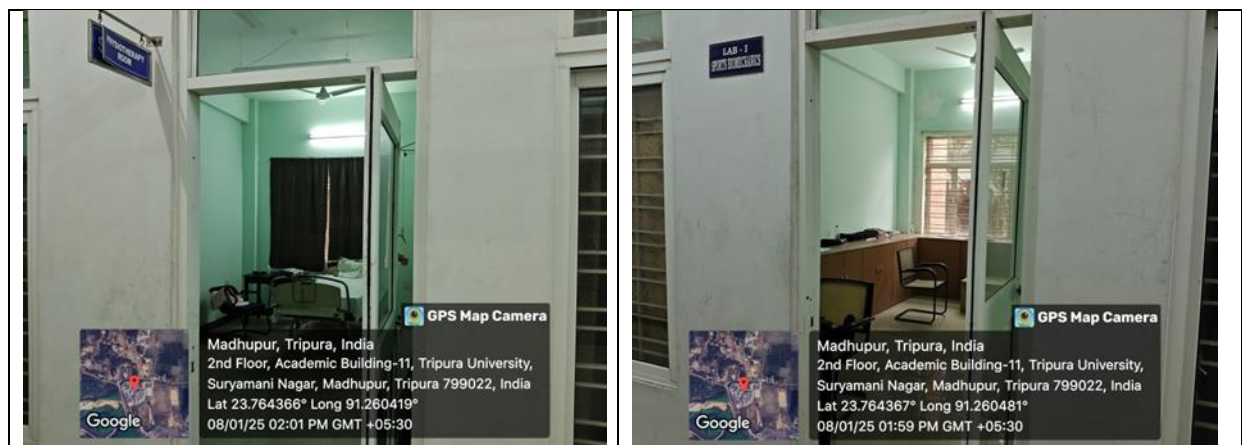 PHYSIOTHERAPY
ROOM
GPS Map Camera
Madhupur, Tripura, India
2nd Floor, Academic Building-11, Tripura University,
Suryamani Nagar, Madhupur, Tripura 799022, India
Lat 23.764366° Long 91.260419°
08/01/25 02:01 PM GMT +05:30
Google
LAB - I
SPORTS BIOMECHANICS
GPS Map Camera
Madhupur, Tripura, India
2nd Floor, Academic Building-11, Tripura University,
Suryamani Nagar, Madhupur, Tripura 799022, India
Lat 23.764367° Long 91.260481°
08/01/25 01:59 PM GMT +05:30
Google